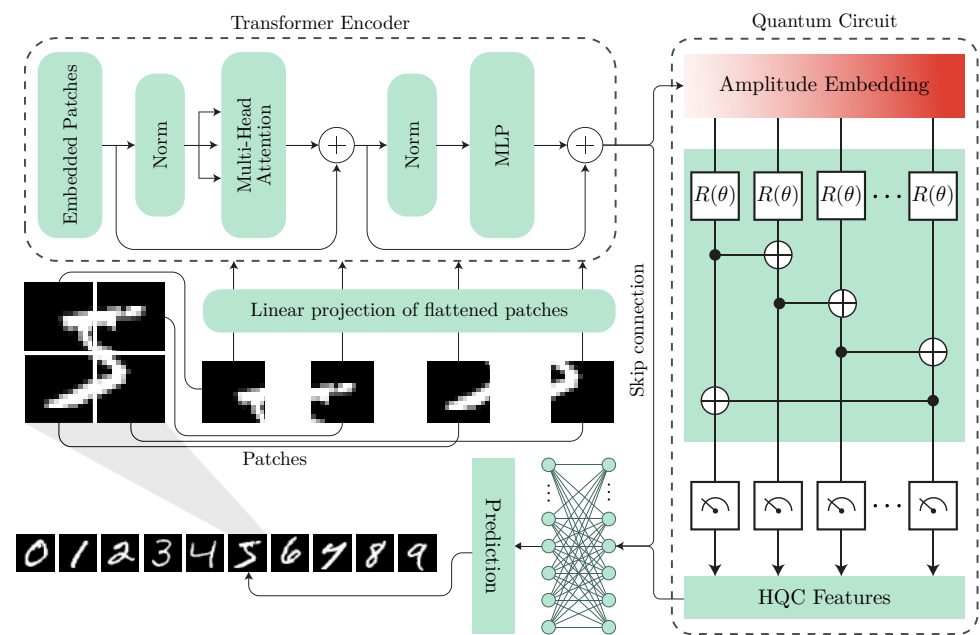 Transformer Encoder
Quantum Circuit
Embedded Patches
Norm
Multi-Head
Attention
Norm
MLP
Amplitude Embedding
R(θ)
R(θ)
R(θ)
...
R(θ)
Linear projection of flattened patches
Skip connection
Patches
Prediction
HQC Features
0 1 2 3 4 5 6 7 8 9